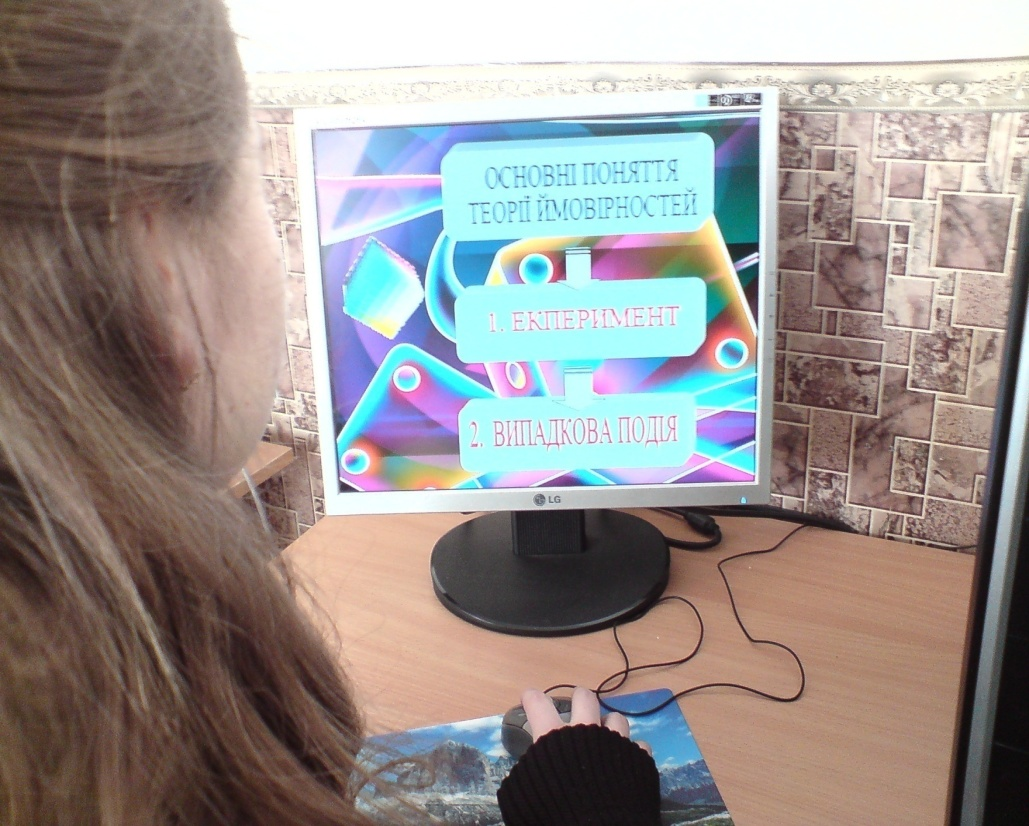 ОСНОВНІ ПОНЯТТЯ
ТЕОРІЇ ЙМОВІРНОСТЕЙ
1. ЕКПЕРИМЕНТ
2. ВИПАДКОВА ПОДІЯ
LG